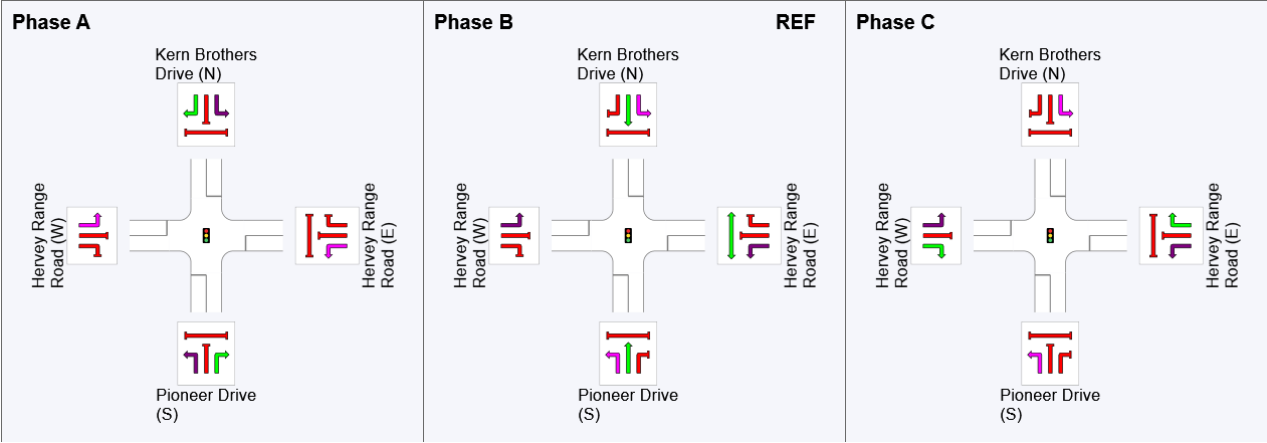 Phase A
Kern Brothers
Drive (N)
Hervey Range
Road (W)
Hervey Range
Road (E)
Pioneer Drive
(S)
Phase B
REF
Kern Brothers
Drive (N)
Hervey Range
Road (W)
Hervey Range
Road (E)
Pioneer Drive
(S)
Phase C
Kern Brothers
Drive (N)
Hervey Range
Road (W)
Hervey Range
Road (E)
Pioneer Drive
(S)